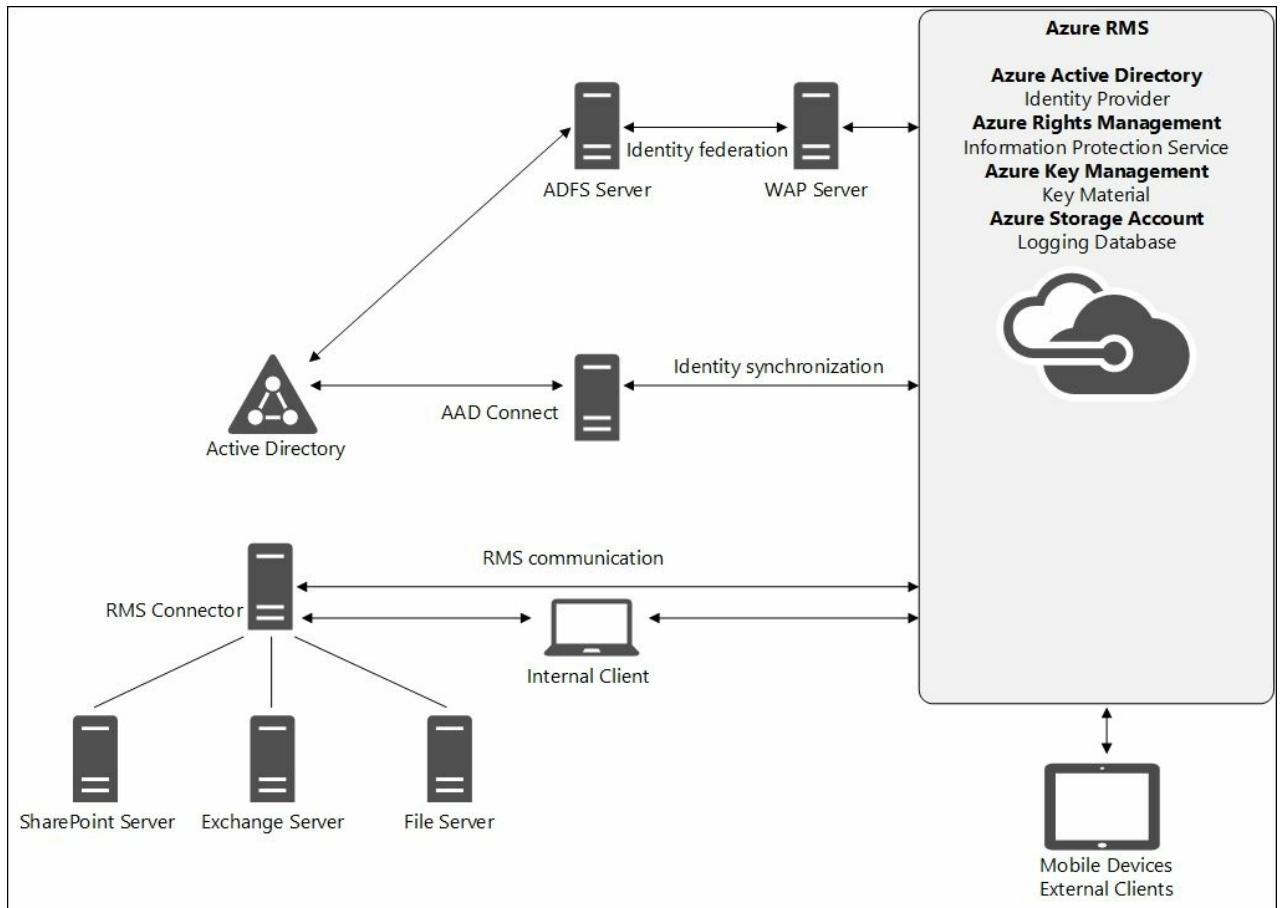 Azure RMS
Azure Active Directory
Identity Provider
Azure Rights Management
Information Protection Service
Azure Key Management
Key Material
Azure Storage Account
Logging Database
Identity federation
ADFS Server
WAP Server
Identity synchronization
AAD Connect
Active Directory
RMS communication
RMS Connector
Internal Client
SharePoint Server
Exchange Server
File Server
Mobile Devices
External Clients